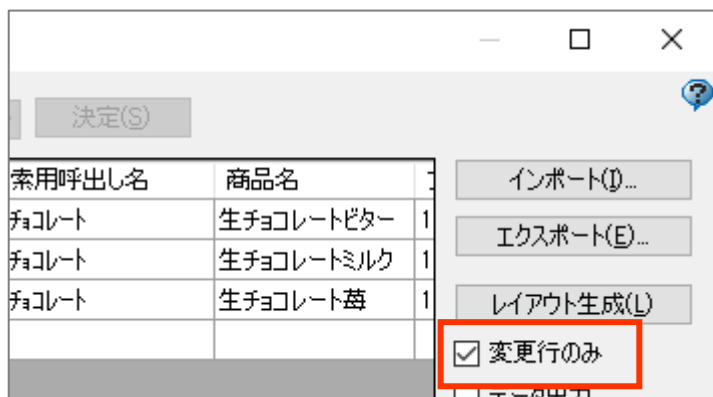 決定(S)
索用呼出し名 商品名
チョコレート 生チョコレートビター 1
チョコレート 生チョコレートミルク 1
チョコレート 生チョコレート苺 1
インポート(I)...
エクスポート(E)...
レイアウト生成(L)
変更行のみ